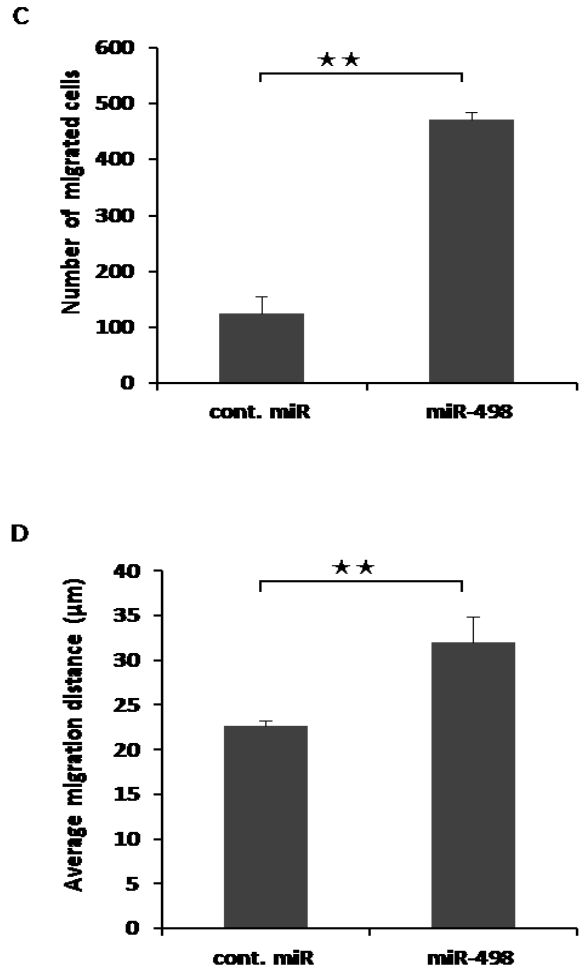 C
Number of migrated cells
600
500
400
300
200
100
0
★★
cont. miR
miR-498
D
Average migration distance (µm)
40
35
30
25
20
15
10
5
0
★★
cont. miR
miR-498